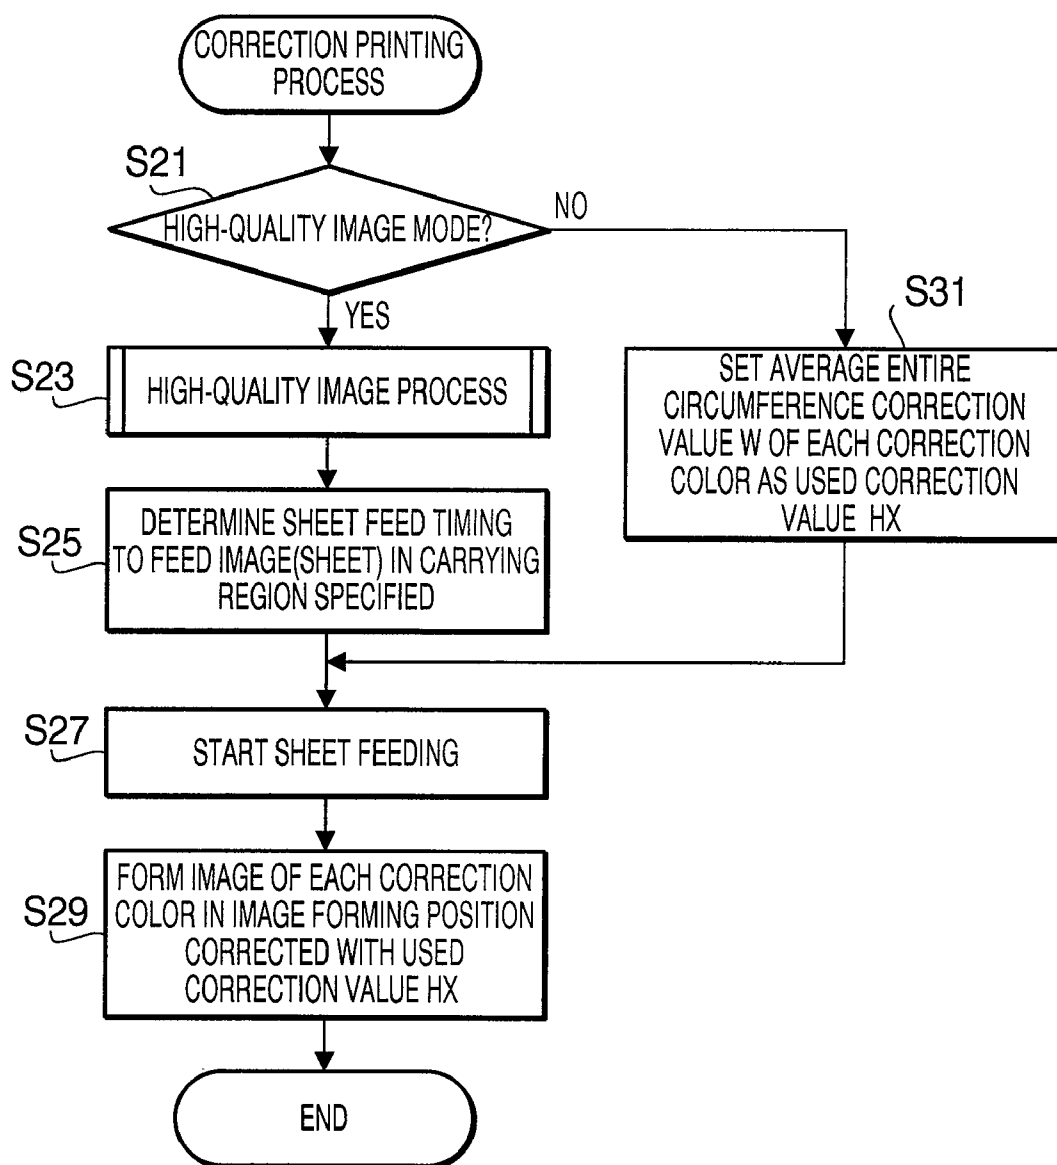 CORRECTION PRINTING
PROCESS
S21
HIGH-QUALITY IMAGE MODE?
NO
YES
S23
HIGH-QUALITY IMAGE PROCESS
S31
SET AVERAGE ENTIRE
CIRCUMFERENCE CORRECTION
VALUE W OF EACH CORRECTION
COLOR AS USED CORRECTION
VALUE HX
S25
DETERMINE SHEET FEED TIMING
TO FEED IMAGE(SHEET) IN CARRYING
REGION SPECIFIED
S27
START SHEET FEEDING
S29
FORM IMAGE OF EACH CORRECTION
COLOR IN IMAGE FORMING POSITION
CORRECTED WITH USED
CORRECTION VALUE HX
END